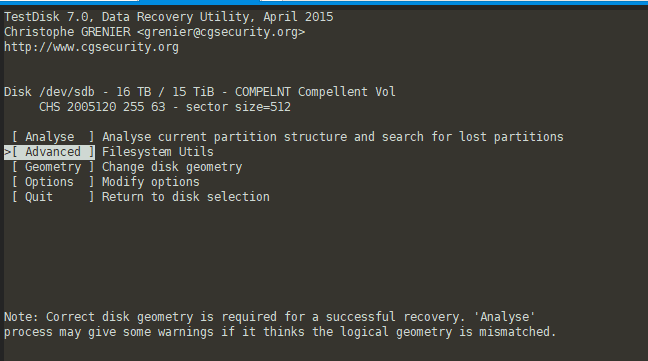 TestDisk 7.0, Data Recovery Utility, April 2015
Christophe GRENIER <grenier@cgsecurity.org>
http://www.cgsecurity.org
Disk /dev/sdb - 16 TB / 15 TiB - COMPELNT Compellent Vol
CHS 2005120 255 63 - sector size=512
[ Analyse  ] Analyse current partition structure and search for lost partitions
>[ Advanced ] Filesystem Utils
[ Geometry ] Change disk geometry
[ Options  ] Modify options
[ Quit     ] Return to disk selection
Note: Correct disk geometry is required for a successful recovery. 'Analyse'
process may give some warnings if it thinks the logical geometry is mismatched.